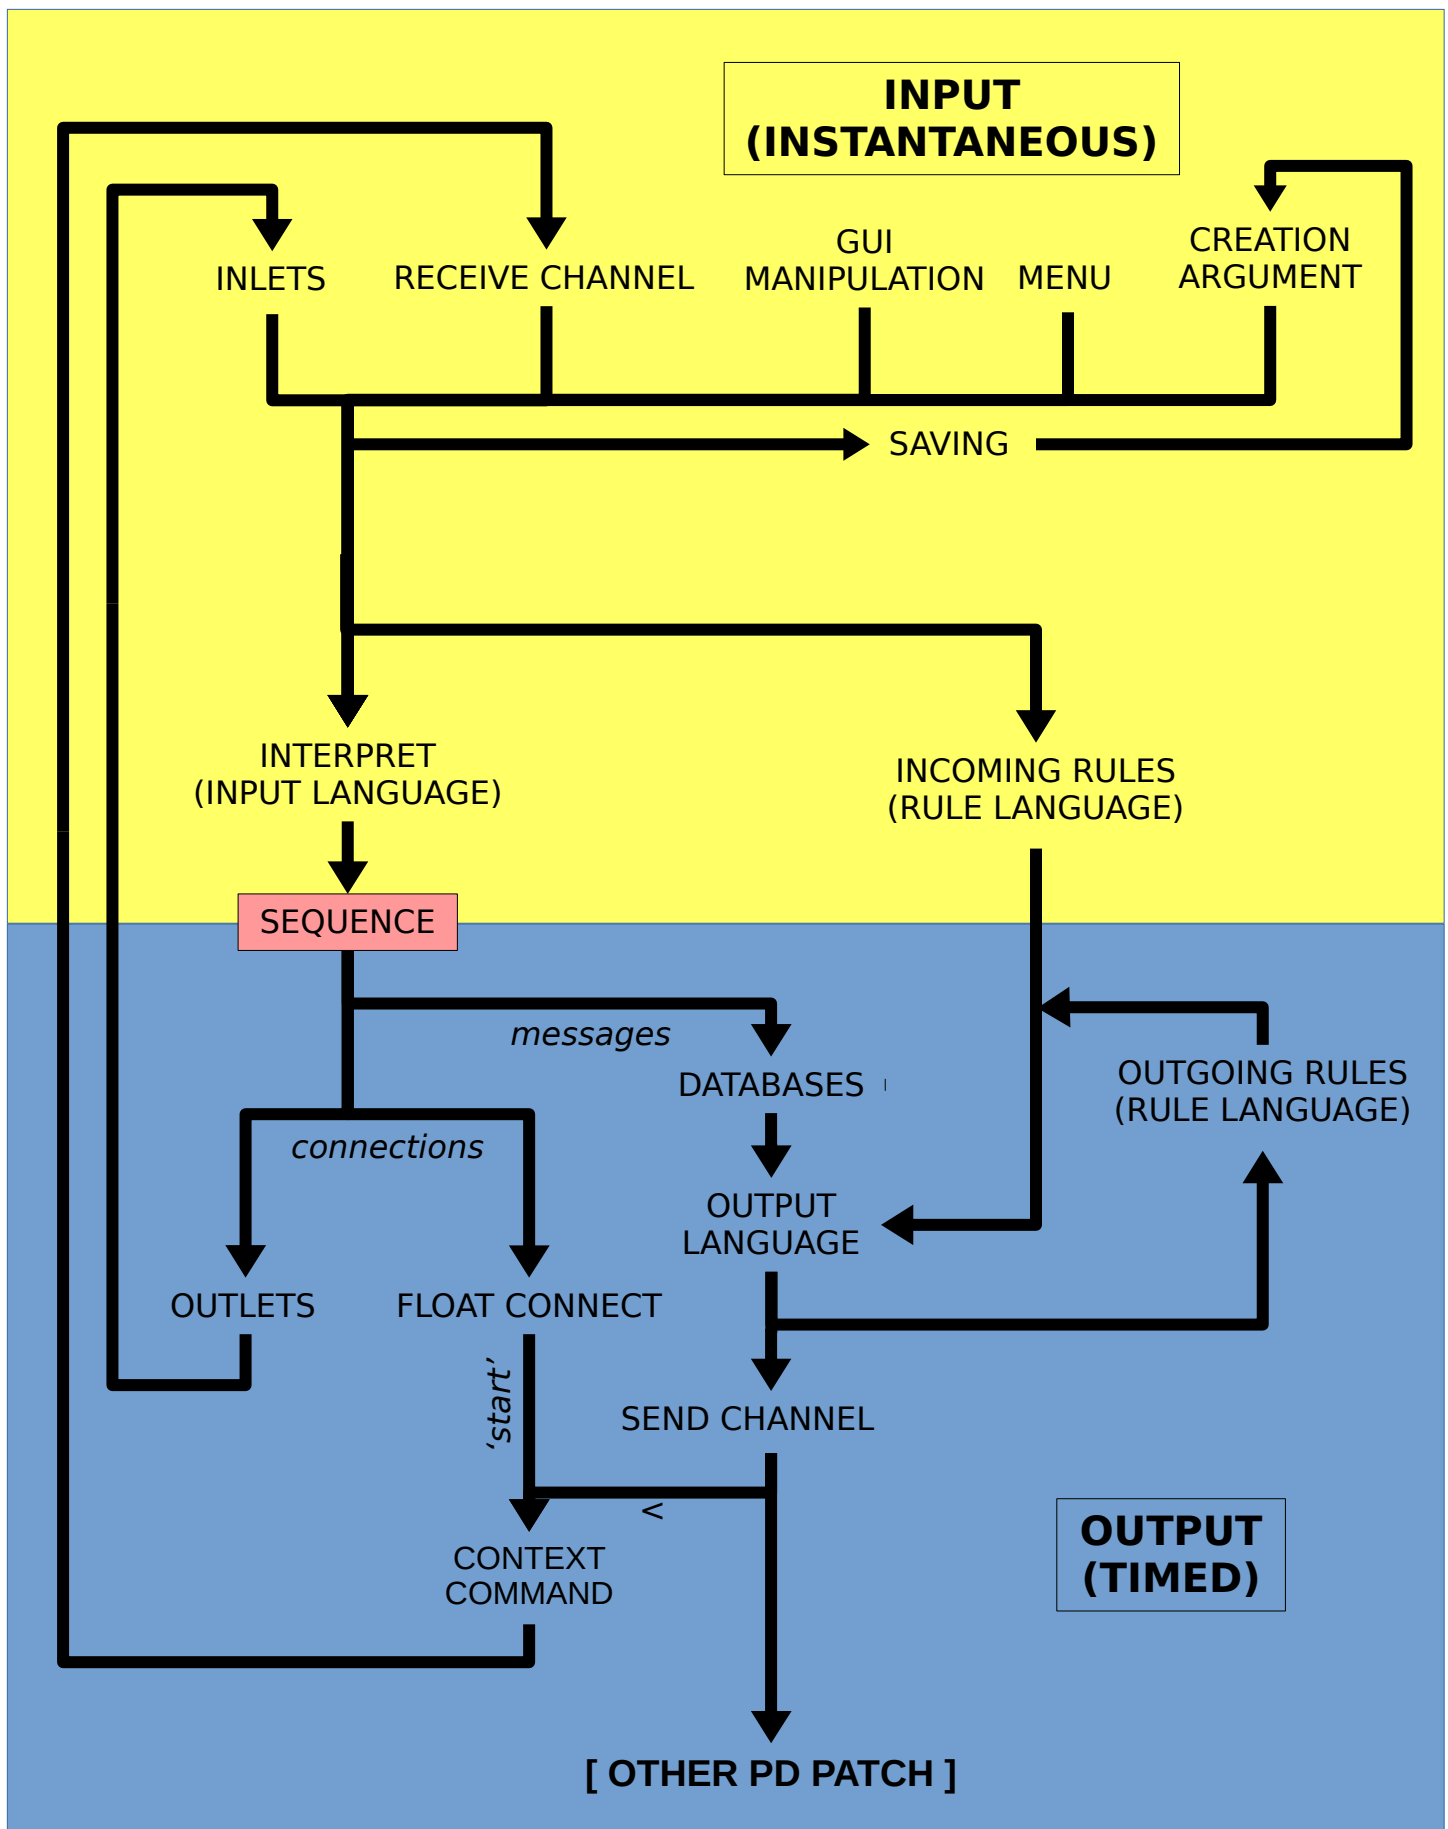 INPUT
(INSTANTANEOUS)
INLETS
RECEIVE CHANNEL
GUI
MANIPULATION
MENU
CREATION
ARGUMENT
SAVING
INTERPRET
(INPUT LANGUAGE)
INCOMING RULES
(RULE LANGUAGE)
SEQUENCE
messages
DATABASES
OUTGOING RULES
(RULE LANGUAGE)
connections
OUTPUT
LANGUAGE
OUTLETS
FLOAT CONNECT
'start'
SEND CHANNEL
<
CONTEXT
COMMAND
OUTPUT
(TIMED)
[ OTHER PD PATCH ]